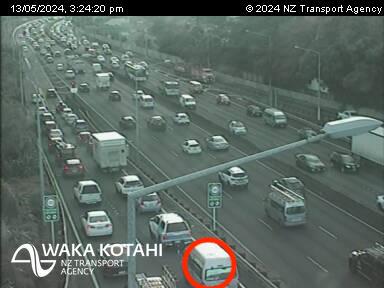 13/05/2024, 3:24:20 pm
© 2024 NZ Transport Agency
WAKA KOTAHI
NZ TRANSPORT
AGENCY